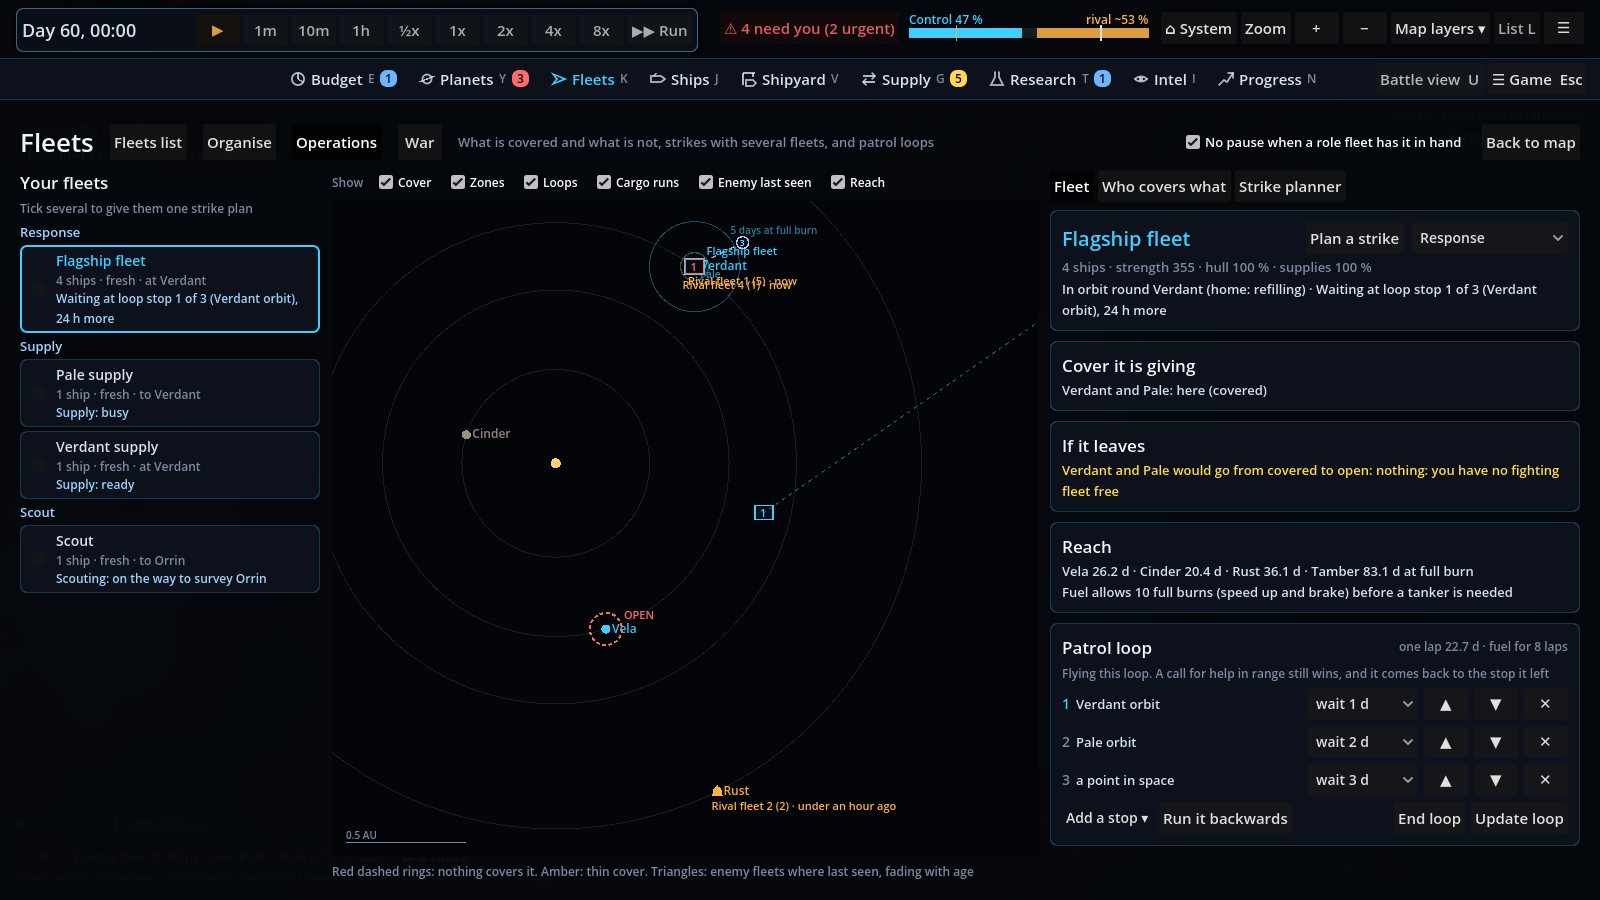 Day 60, 00:00
▶ 1m 10m 1h ½x 1x 2x 4x 8x ▶▶ Run
⚠ 4 need you (2 urgent)
Control 47 % rival ~53 %
⌂ System Zoom + − Map layers ▾ List L ☰
Budget E 1 Planets Y 3 Fleets K Ships J Shipyard V Supply G 5 Research T 1 Intel I Progress N Battle view U ☰ Game Esc
Fleets Fleets list Organise Operations War What is covered and what is not, strikes with several fleets, and patrol loops
No pause when a role fleet has it in hand Back to map
Your fleets
Tick several to give them one strike plan
Response
Flagship fleet
4 ships · fresh · at Verdant
Waiting at loop stop 1 of 3 (Verdant orbit),
24 h more
Supply
Pale supply
1 ship · fresh · to Verdant
Supply: busy
Verdant supply
1 ship · fresh · at Verdant
Supply: ready
Scout
Scout
1 ship · fresh · to Orrin
Scouting: on the way to survey Orrin
Show Cover Zones Loops Cargo runs Enemy last seen Reach
5 days at full burn
3
Flagship fleet
1 Verdant
Pale
Rival fleet 1 (5) · now
Rival fleet 4 (1) · now
Cinder
1
OPEN
Vela
Rust
Rival fleet 2 (2) · under an hour ago
0.5 AU
Red dashed rings: nothing covers it. Amber: thin cover. Triangles: enemy fleets where last seen, fading with age
Fleet Who covers what Strike planner
Flagship fleet Plan a strike Response
4 ships · strength 355 · hull 100 % · supplies 100 %
In orbit round Verdant (home: refilling) · Waiting at loop stop 1 of 3 (Verdant
orbit), 24 h more
Cover it is giving
Verdant and Pale: here (covered)
If it leaves
Verdant and Pale would go from covered to open: nothing: you have no fighting
fleet free
Reach
Vela 26.2 d · Cinder 20.4 d · Rust 36.1 d · Tamber 83.1 d at full burn
Fuel allows 10 full burns (speed up and brake) before a tanker is needed
Patrol loop one lap 22.7 d · fuel for 8 laps
Flying this loop. A call for help in range still wins, and it comes back to the stop it left
1 Verdant orbit wait 1 d ▲ ▼ ✕
2 Pale orbit wait 2 d ▲ ▼ ✕
3 a point in space wait 3 d ▲ ▼ ✕
Add a stop ▾ Run it backwards End loop Update loop